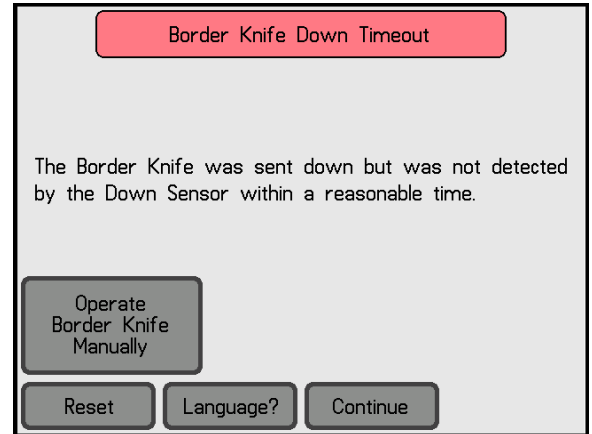 Border Knife Down Timeout
The Border Knife was sent down but was not detected
by the Down Sensor within a reasonable time.
Operate
Border Knife
Manually
Reset
Language?
Continue